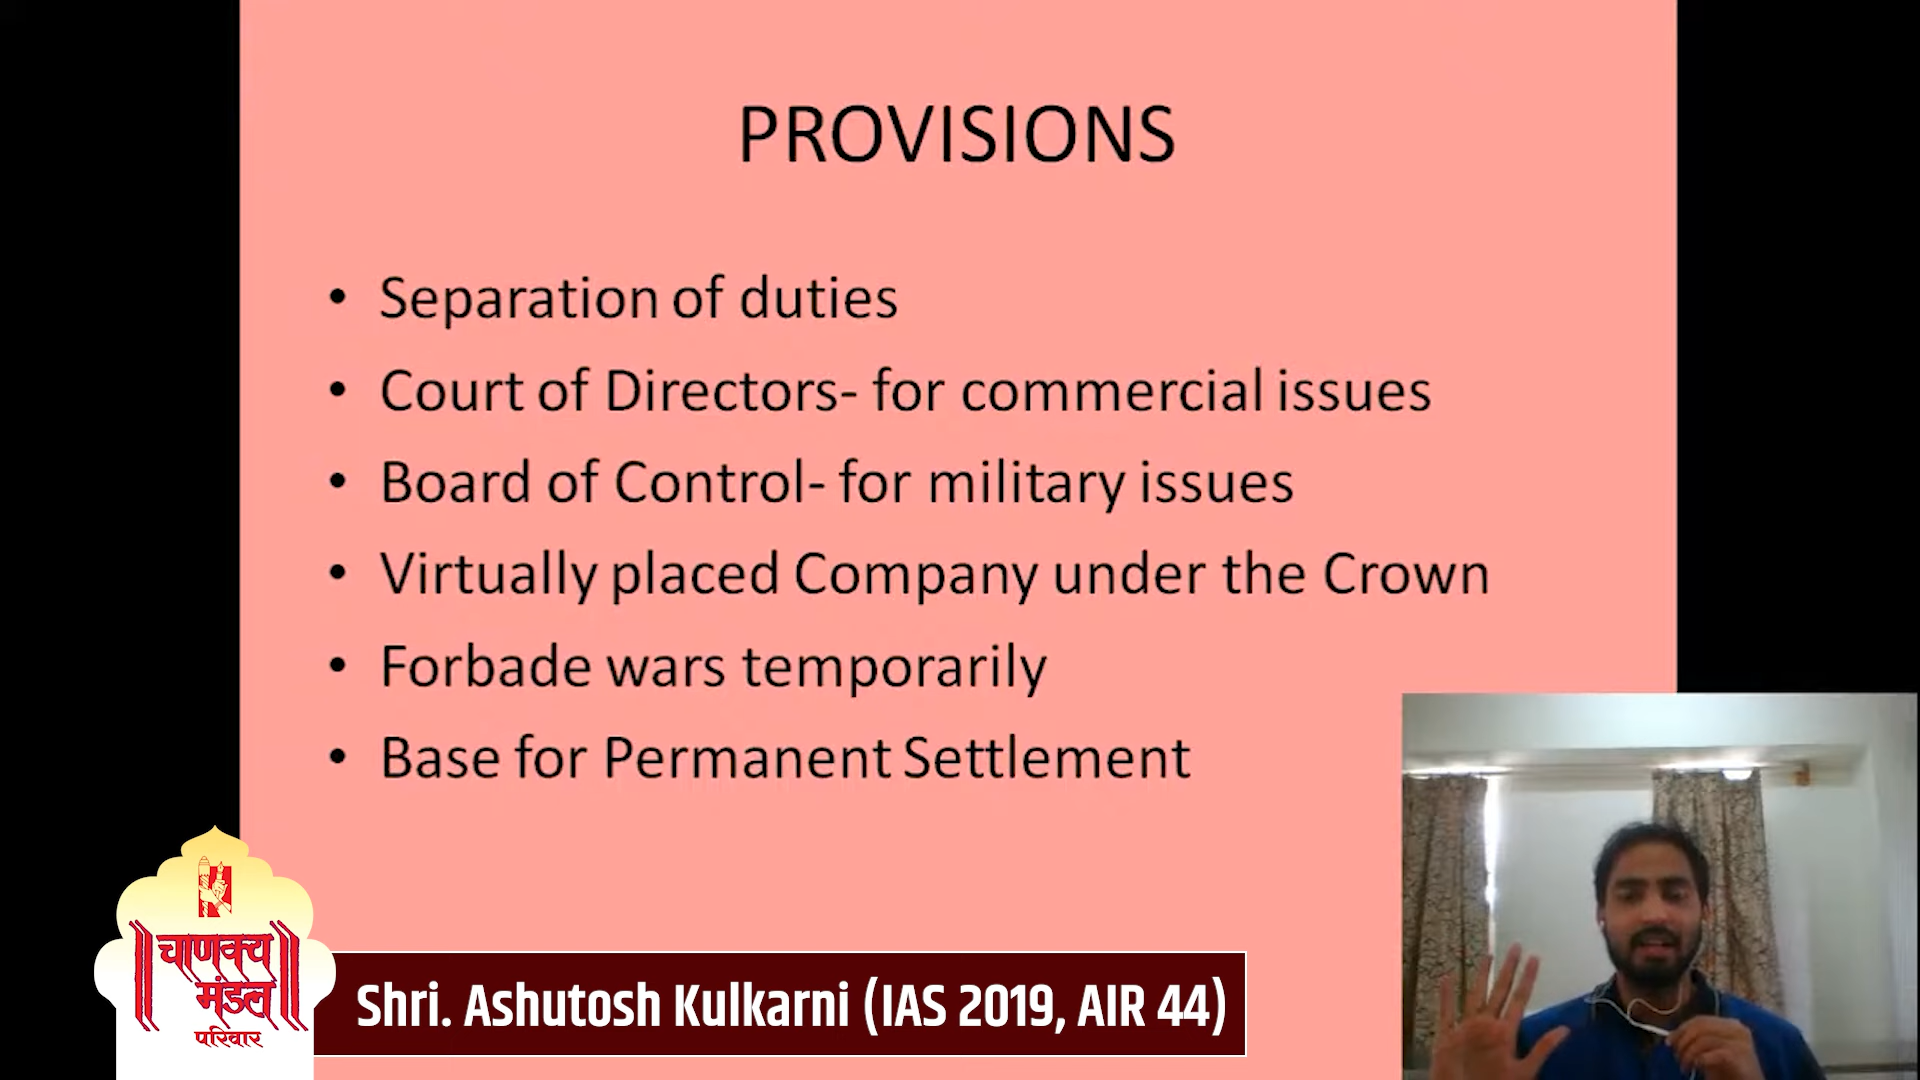 PROVISIONS
• Separation of duties
• Court of Directors- for commercial issues
• Board of Control- for military issues
• Virtually placed Company under the Crown
• Forbade wars temporarily
• Base for Permanent Settlement
॥ चाणक्य ॥
मंडल
परिवार
Shri. Ashutosh Kulkarni (IAS 2019, AIR 44)